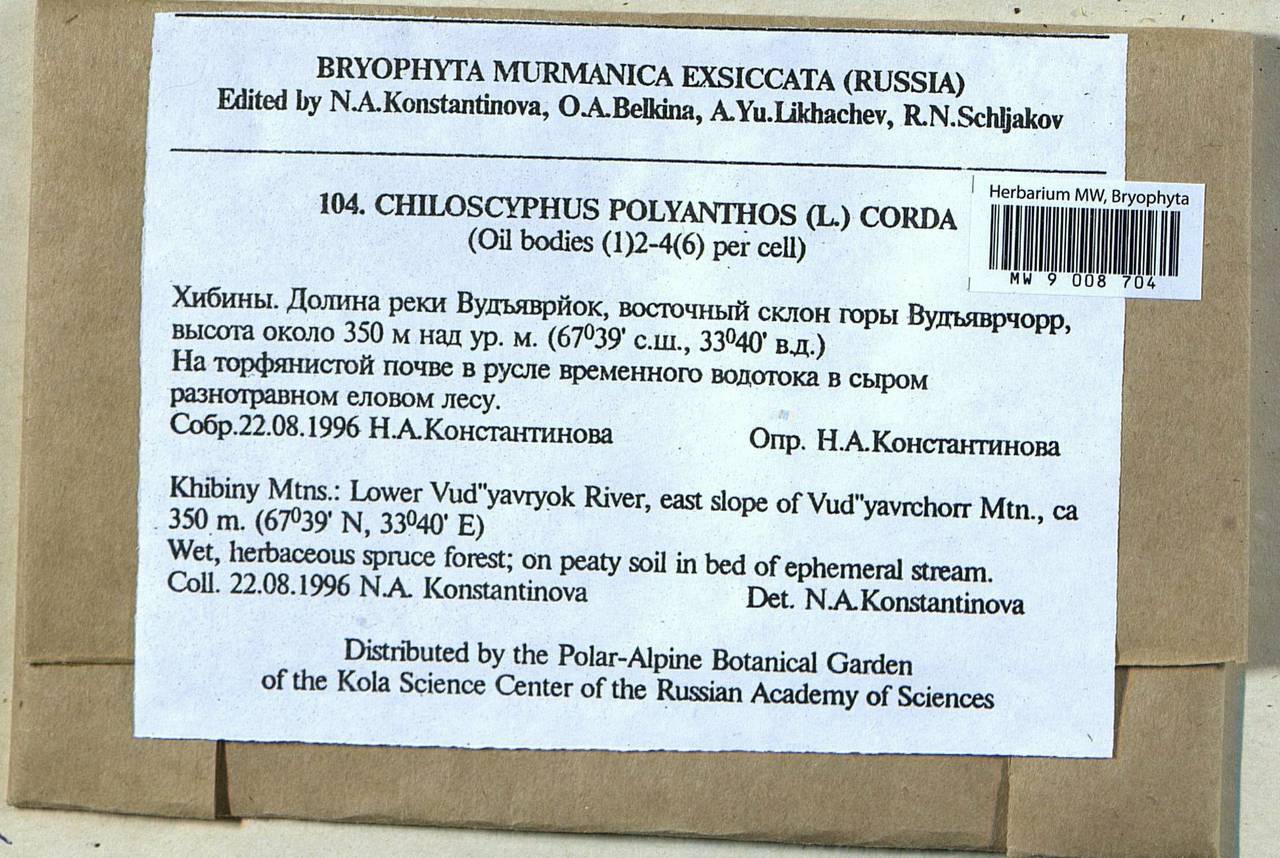 BRYOPHYTA MURMANICA EXSICCATA (RUSSIA)
Edited by N.A.Konstantinova, O.A.Belkina, A.Yu.Likhachev, R.N.Schljakov
Herbarium MW, Bryophyta
MW 9 008 704
104. CHILOSCYPHUS POLYANTHOS (L.) CORDA
(Oil bodies (1)2-4(6) per cell)
Хибины. Долина реки Вудъяврйок, восточный склон горы Вудъяврчорр,
высота около 350 м над ур. м. (67⁰39' с.ш., 33⁰40' в.д.)
На торфянистой почве в русле временного водотока в сыром
разнотравном еловом лесу.
Собр.22.08.1996 Н.А.Константинова Опр. Н.А.Константинова
Khibiny Mtns.: Lower Vud"yavryok River, east slope of Vud"yavrchorr Mtn., ca
350 m. (67⁰39' N, 33⁰40' E)
Wet, herbaceous spruce forest; on peaty soil in bed of ephemeral stream.
Coll. 22.08.1996 N.A. Konstantinova Det. N.A.Konstantinova
Distributed by the Polar-Alpine Botanical Garden
of the Kola Science Center of the Russian Academy of Sciences